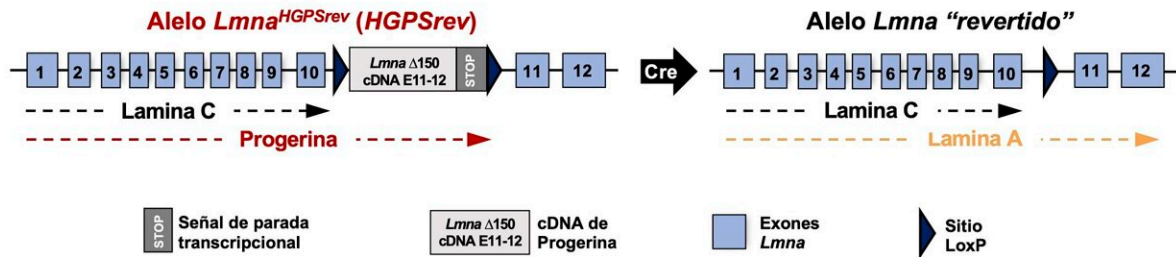 Alelo Lmna^HGPSrev (HGPSrev)
Alelo Lmna “revertido”
1 2 3 4 5 6 7 8 9 10 Lmna Δ150 cDNA E11-12 STOP 11 12
Cre
1 2 3 4 5 6 7 8 9 10 11 12
Lamina C
Progerina
Lamina C
Lamina A
STOP
Señal de parada
transcripcional
Lmna Δ150
cDNA E11-12
cDNA de
Progerina
Exones
Lmna
Sitio
LoxP